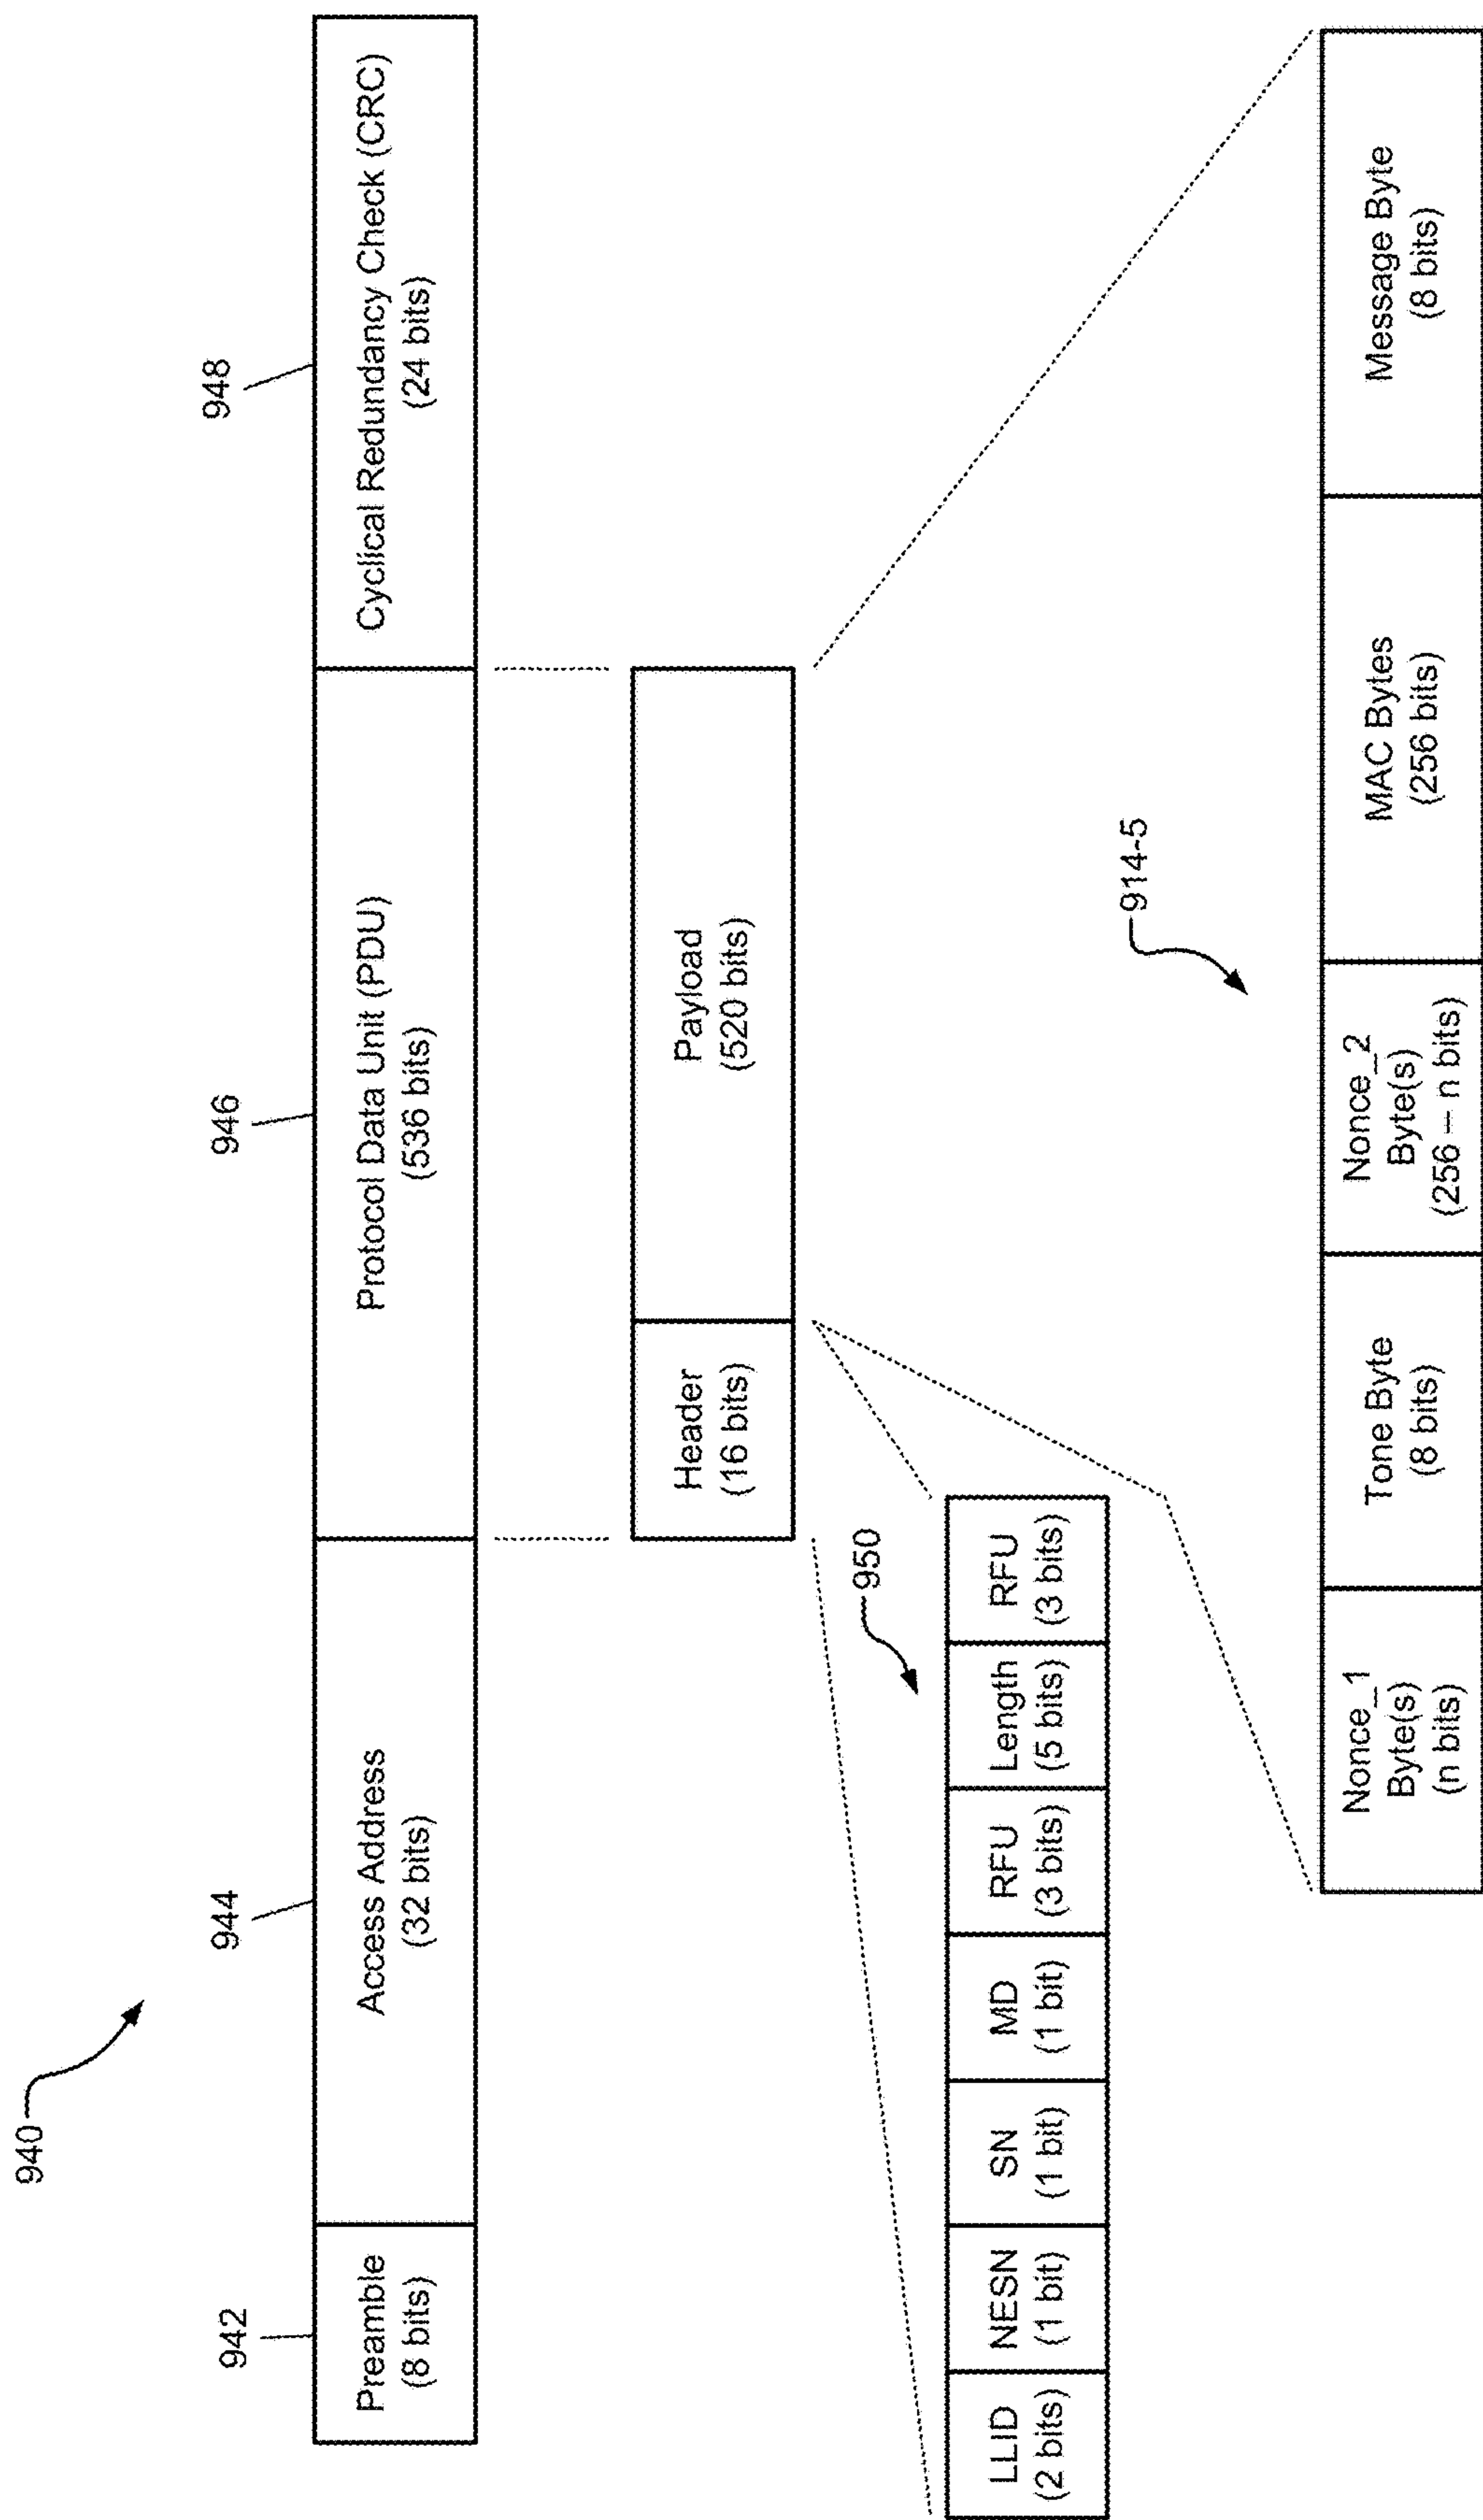 940
942
944
946
948
Preamble
(8 bits)
Access Address
(32 bits)
Protocol Data Unit (PDU)
(536 bits)
Cyclical Redundancy Check (CRC)
(24 bits)
Header
(16 bits)
Payload
(520 bits)
950
LLID
(2 bits)
NESN
(1 bit)
SN
(1 bit)
MD
(1 bit)
RFU
(3 bits)
Length
(5 bits)
RFU
(3 bits)
914-5
Nonce_1
Byte(s)
(n bits)
Tone Byte
(8 bits)
Nonce_2
Byte(s)
(256 – n bits)
MAC Bytes
(256 bits)
Message Byte
(8 bits)